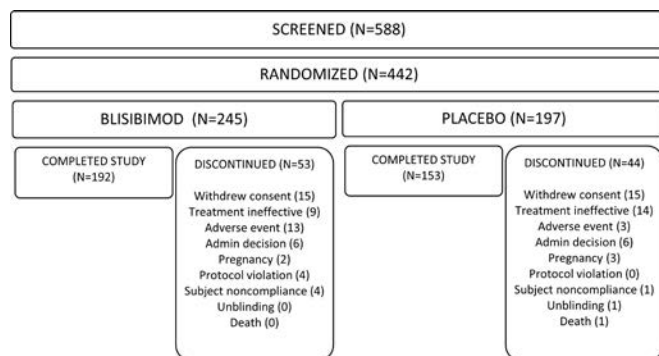 SCREENED (N=588)
RANDOMIZED (N=442)
BLISIBIMOD (N=245)
PLACEBO (N=197)
COMPLETED STUDY
(N=192)
DISCONTINUED (N=53)
Withdrew consent (15)
Treatment ineffective (9)
Adverse event (13)
Admin decision (6)
Pregnancy (2)
Protocol violation (4)
Subject noncompliance (4)
Unblinding (0)
Death (0)
COMPLETED STUDY
(N=153)
DISCONTINUED (N=44)
Withdrew consent (15)
Treatment ineffective (14)
Adverse event (3)
Admin decision (6)
Pregnancy (3)
Protocol violation (0)
Subject noncompliance (1)
Unblinding (1)
Death (1)